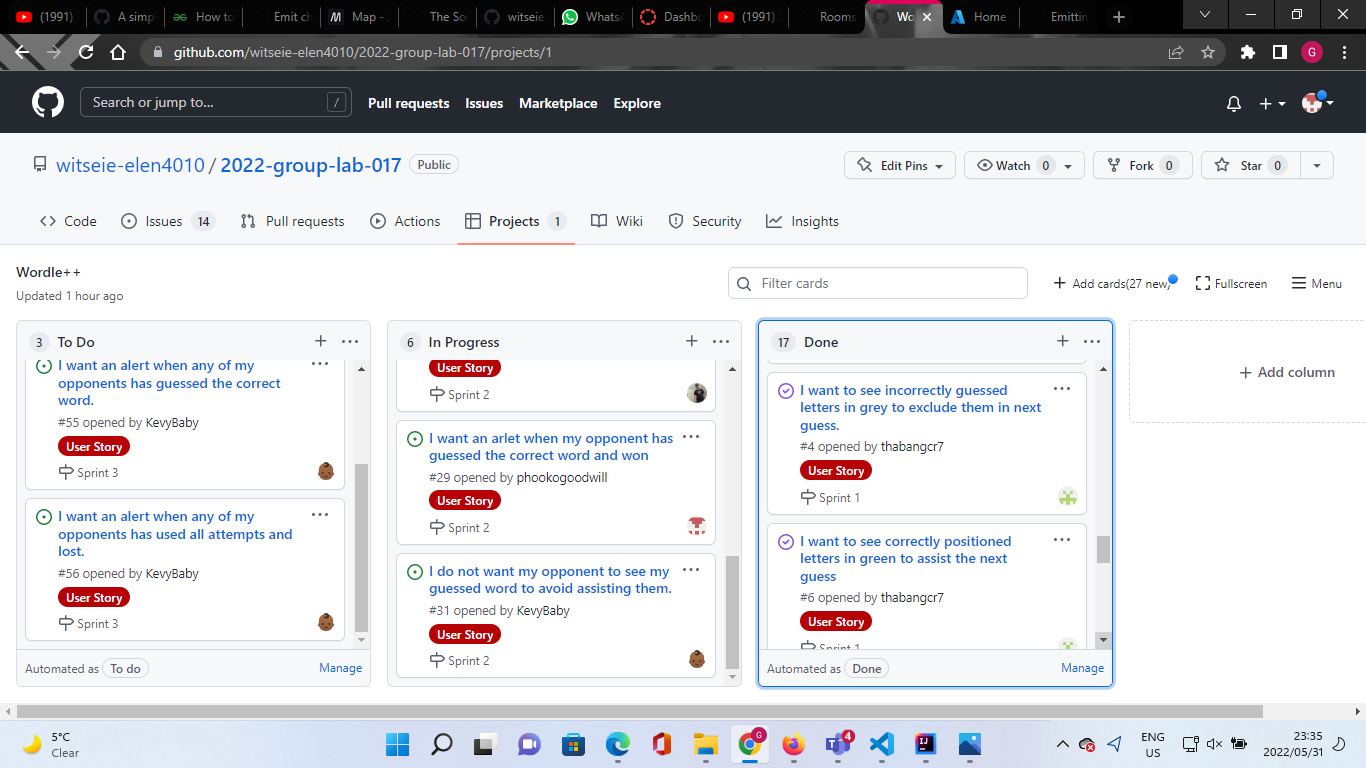 (1991)
A simp
How to
Emit ch
Map -
The So
witseie
WhatsA
Dashb
(1991)
Rooms
Wo
Home
Emittin
github.com/witseie-elen4010/2022-group-lab-017/projects/1
G
Search or jump to...
/
Pull requests
Issues
Marketplace
Explore
witseie-elen4010 / 2022-group-lab-017
Public
Edit Pins
Watch 0
Fork 0
Star 0
Code
Issues 14
Pull requests
Actions
Projects 1
Wiki
Security
Insights
Wordle++
Updated 1 hour ago
Filter cards
Add cards(27 new)
Fullscreen
Menu
3 To Do
I want an alert when any of my
opponents has guessed the correct
word.
#55 opened by KevyBaby
User Story
Sprint 3
I want an alert when any of my
opponents has used all attempts and
lost.
#56 opened by KevyBaby
User Story
Sprint 3
Automated as To do
Manage
6 In Progress
User Story
Sprint 2
I want an arlet when my opponent has
guessed the correct word and won
#29 opened by phookogoodwill
User Story
Sprint 2
I do not want my opponent to see my
guessed word to avoid assisting them.
#31 opened by KevyBaby
User Story
Sprint 2
17 Done
I want to see incorrectly guessed
letters in grey to exclude them in next
guess.
#4 opened by thabangcr7
User Story
Sprint 1
I want to see correctly positioned
letters in green to assist the next
guess
#6 opened by thabangcr7
User Story
Sprint 1
Automated as Done
Manage
Add column
5°C
Clear
G
4
ENG
US
23:35
2022/05/31